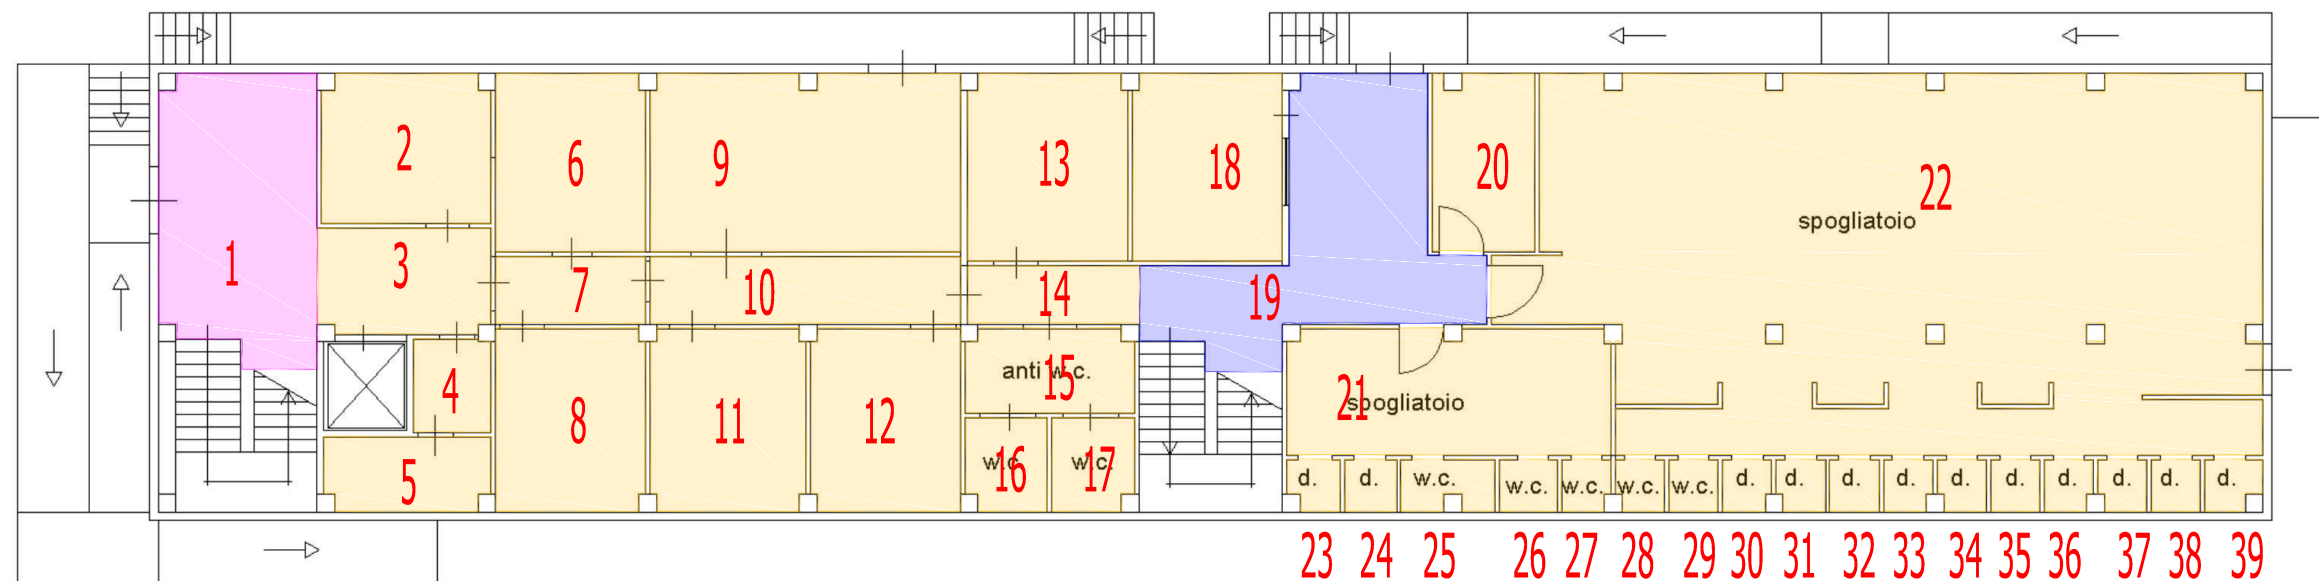 1
2
3
4
5
6
7
8
9
10
11
12
13
14
anti w.c.
15
w.c.
16
w.c.
17
18
19
20
spogliatoio
21
spogliatoio
22
d.
d.
w.c.
w.c.
w.c.
w.c.
w.c.
d.
d.
d.
d.
d.
d.
d.
d.
d.
d.
23 24 25 26 27 28 29 30 31 32 33 34 35 36 37 38 39